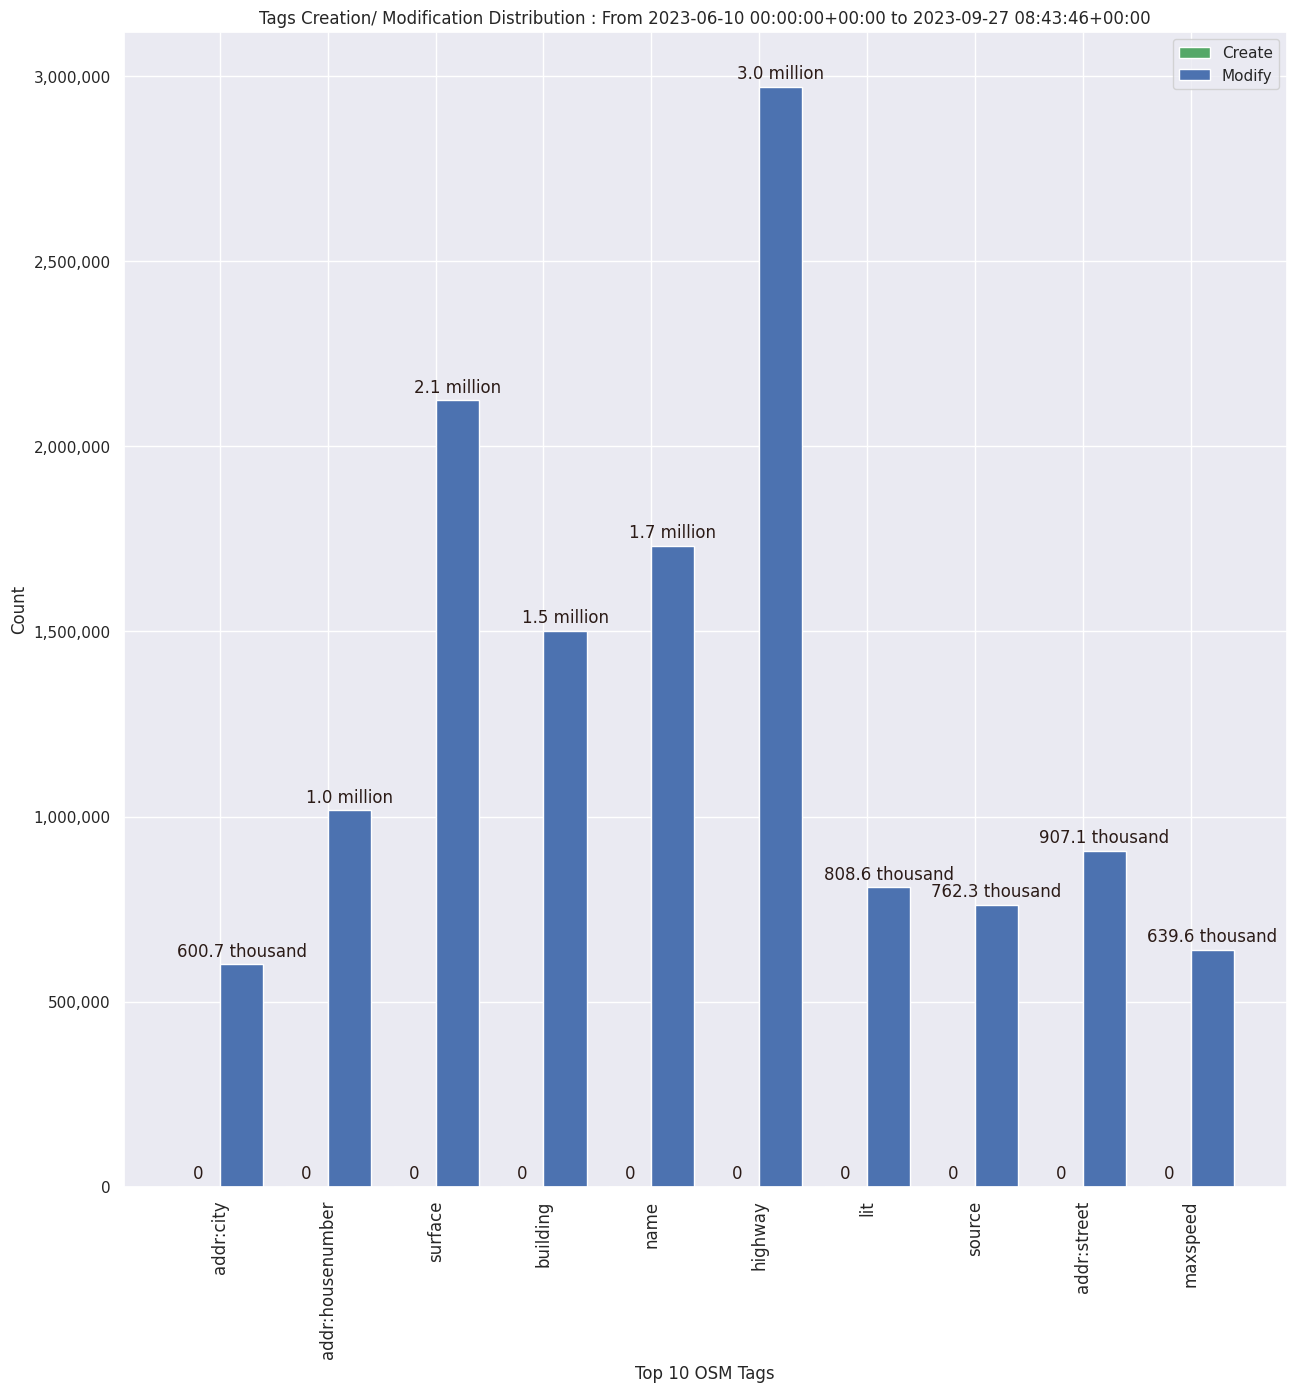 Tags Creation/ Modification Distribution : From 2023-06-10 00:00:00+00:00 to 2023-09-27 08:43:46+00:00
Create
Modify
3,000,000
2,500,000
2,000,000
1,500,000
1,000,000
500,000
0
Count
3.0 million
2.1 million
1.7 million
1.5 million
1.0 million
907.1 thousand
808.6 thousand
762.3 thousand
639.6 thousand
600.7 thousand
0
0
0
0
0
0
0
0
0
0
addr:city
addr:housenumber
surface
building
name
highway
lit
source
addr:street
maxspeed
Top 10 OSM Tags